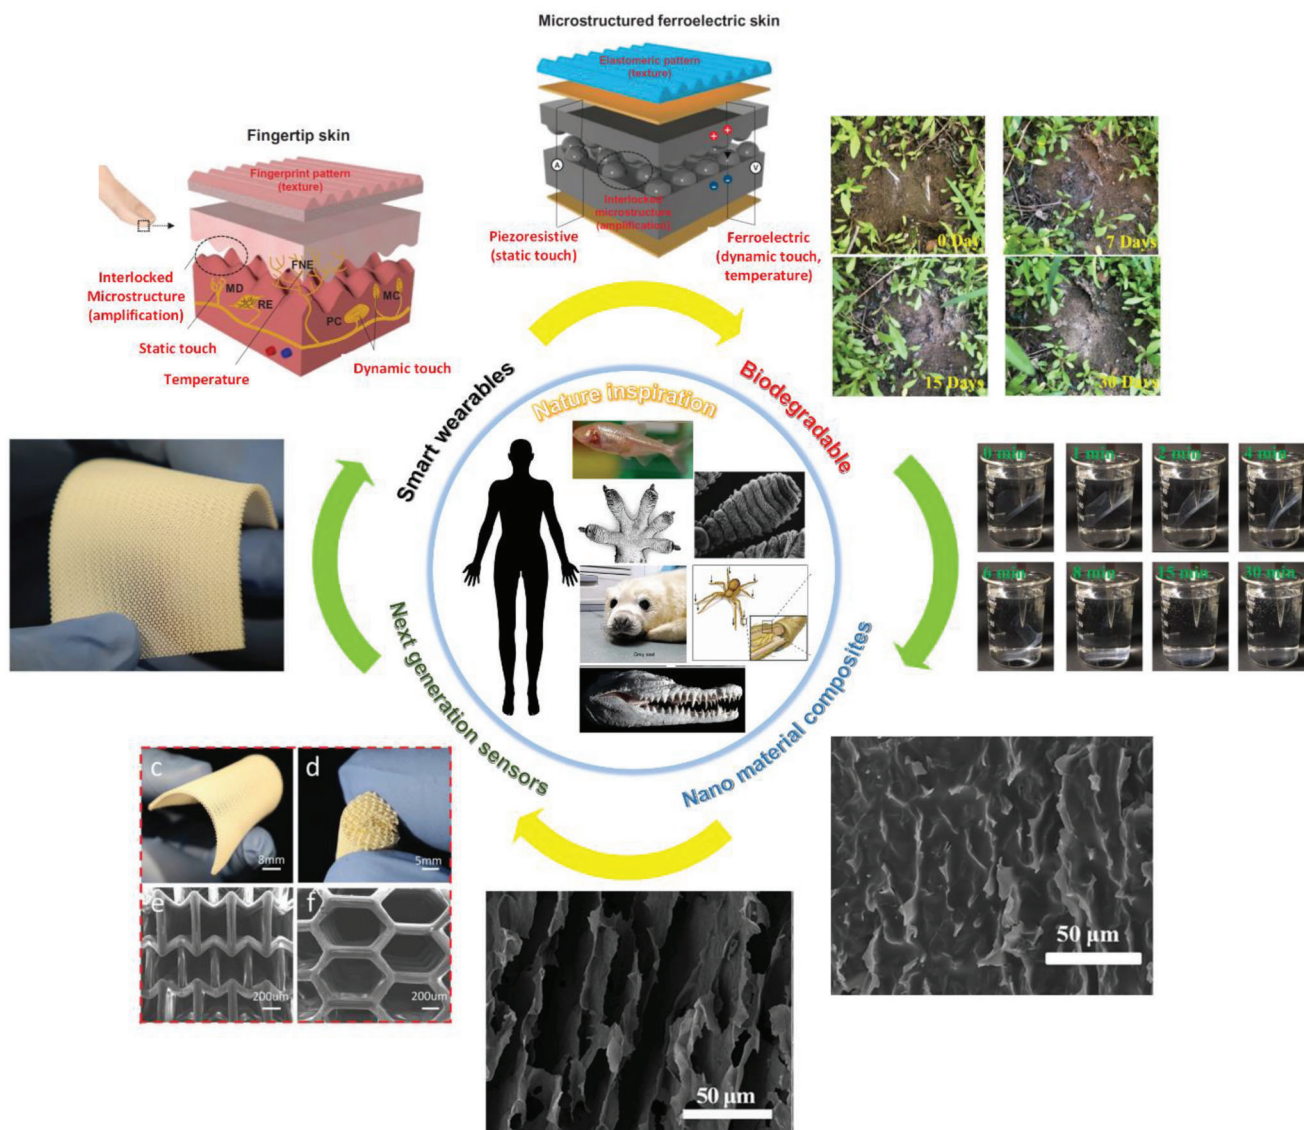 Microstructured ferroelectric skin
Elastomeric pattern
(texture)
A
V
Interlocked
microstructure
(amplification)
Piezoresistive
(static touch)
Ferroelectric
(dynamic touch,
temperature)
Fingertip skin
Fingerprint pattern
(texture)
Interlocked
Microstructure
(amplification)
FNE
MD
RE
MC
PC
Static touch
Temperature
Dynamic touch
0 Day
7 Days
15 Days
30 Days
Smart wearables
Nature inspiration
Biodegradable
Nano material composites
Next generation sensors
Grey seal
0 min
1 min
2 min
4 min
6 min
8 min
15 min
30 min
c
8mm
d
5mm
e
200um
f
200um
50 μm
50 μm